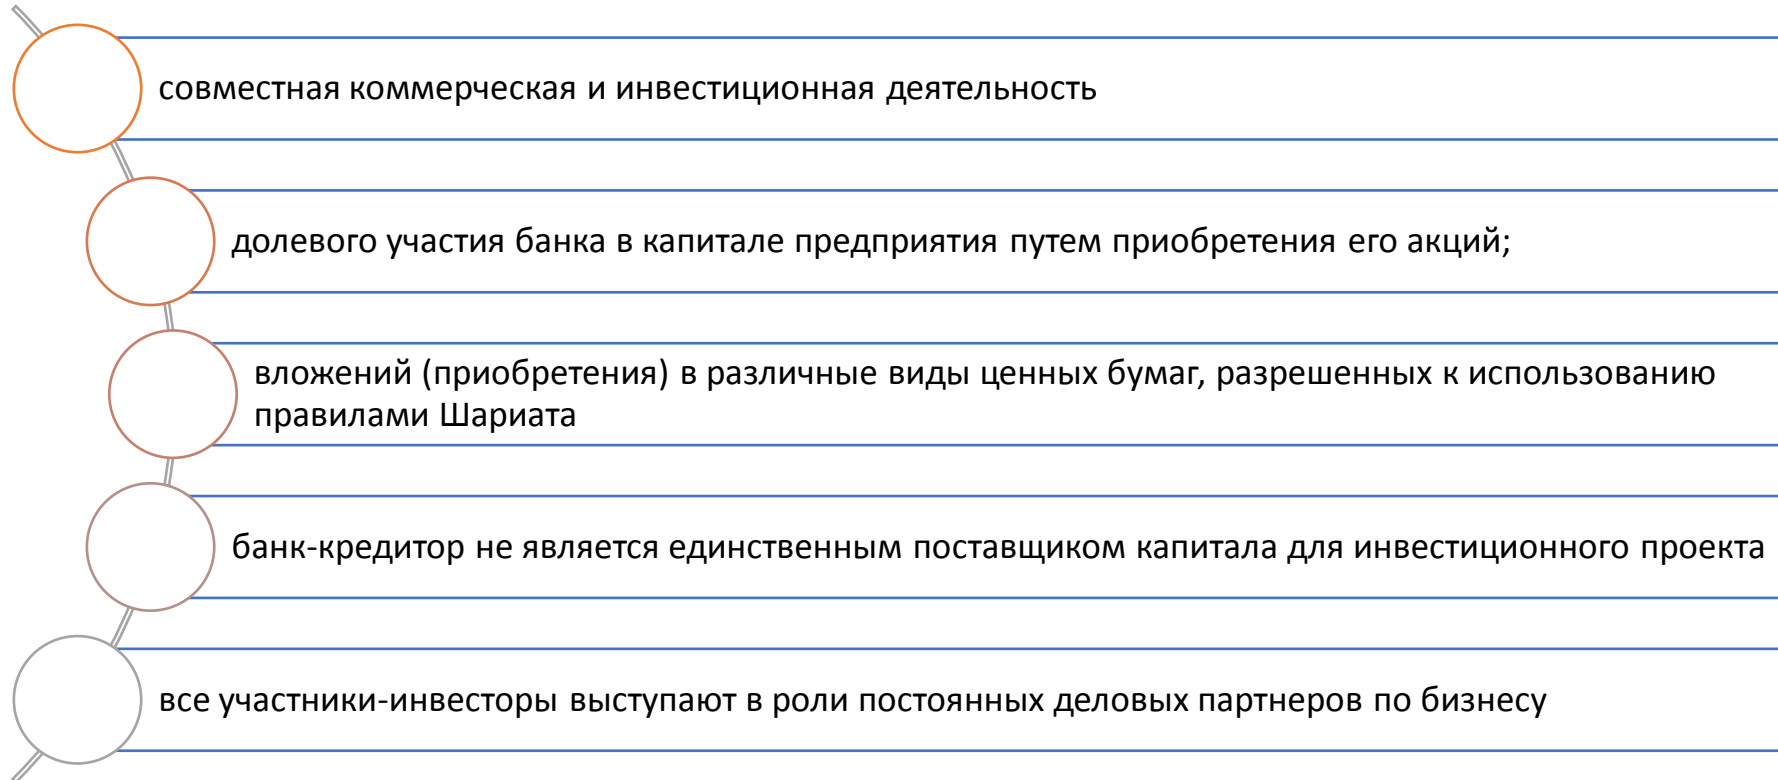 совместная коммерческая и инвестиционная деятельность
долевого участия банка в капитале предприятия путем приобретения его акций;
вложений (приобретения) в различные виды ценных бумаг, разрешенных к использованию
правилами Шариата
банк-кредитор не является единственным поставщиком капитала для инвестиционного проекта
все участники-инвесторы выступают в роли постоянных деловых партнеров по бизнесу